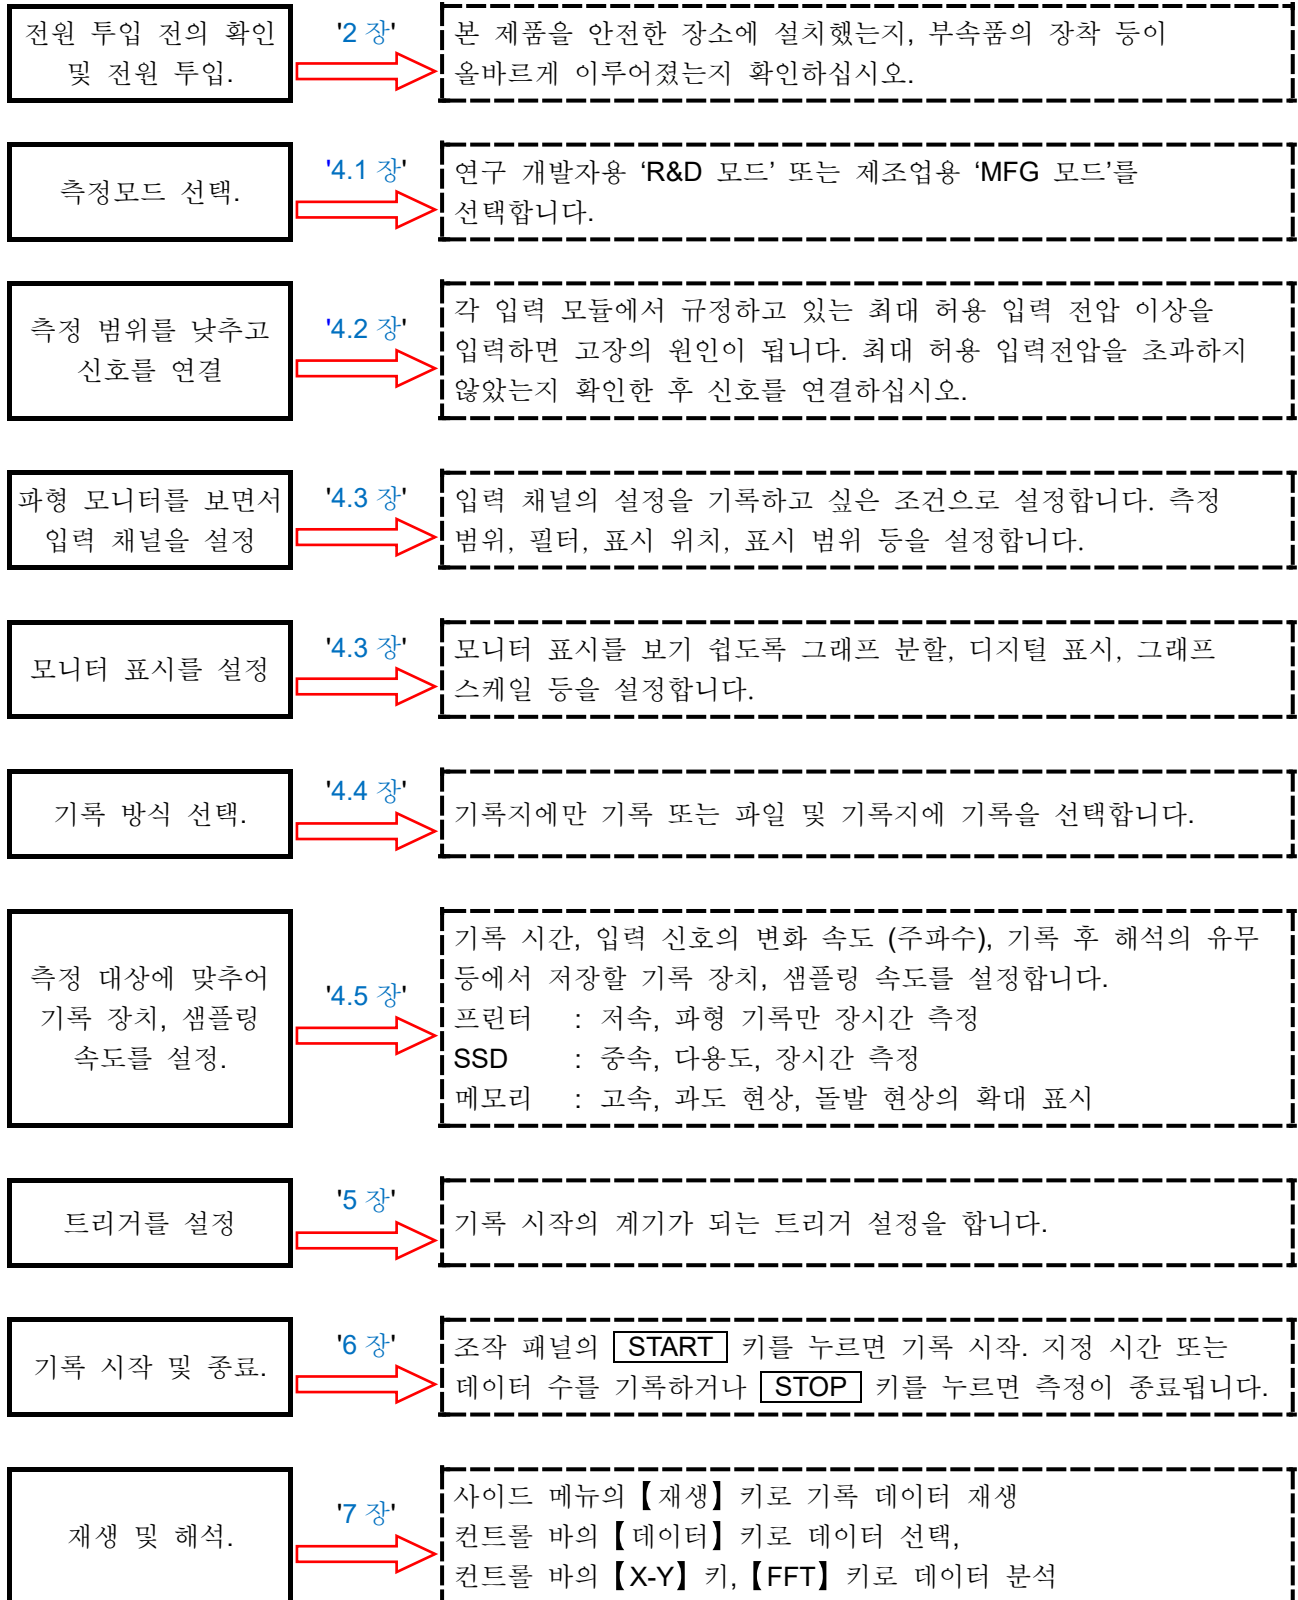 전원 투입 전의 확인
및 전원 투입.
'2 장'
본 제품을 안전한 장소에 설치했는지, 부속품의 장착 등이
올바르게 이루어졌는지 확인하십시오.
측정모드 선택.
'4.1 장'
연구 개발자용 ‘R&D 모드’ 또는 제조업용 ‘MFG 모드’를
선택합니다.
측정 범위를 낮추고
신호를 연결
'4.2 장'
각 입력 모듈에서 규정하고 있는 최대 허용 입력 전압 이상을
입력하면 고장의 원인이 됩니다. 최대 허용 입력전압을 초과하지
않았는지 확인한 후 신호를 연결하십시오.
파형 모니터를 보면서
입력 채널을 설정
'4.3 장'
입력 채널의 설정을 기록하고 싶은 조건으로 설정합니다. 측정
범위, 필터, 표시 위치, 표시 범위 등을 설정합니다.
모니터 표시를 설정
'4.3 장'
모니터 표시를 보기 쉽도록 그래프 분할, 디지털 표시, 그래프
스케일 등을 설정합니다.
기록 방식 선택.
'4.4 장'
기록지에만 기록 또는 파일 및 기록지에 기록을 선택합니다.
측정 대상에 맞추어
기록 장치, 샘플링
속도를 설정.
'4.5 장'
기록 시간, 입력 신호의 변화 속도 (주파수), 기록 후 해석의 유무
등에서 저장할 기록 장치, 샘플링 속도를 설정합니다.
프린터 : 저속, 파형 기록만 장시간 측정
SSD : 중속, 다용도, 장시간 측정
메모리 : 고속, 과도 현상, 돌발 현상의 확대 표시
트리거를 설정
'5 장'
기록 시작의 계기가 되는 트리거 설정을 합니다.
기록 시작 및 종료.
'6 장'
조작 패널의 START 키를 누르면 기록 시작. 지정 시간 또는
데이터 수를 기록하거나 STOP 키를 누르면 측정이 종료됩니다.
재생 및 해석.
'7 장'
사이드 메뉴의【재생】키로 기록 데이터 재생
컨트롤 바의【데이터】키로 데이터 선택,
컨트롤 바의【X-Y】키,【FFT】키로 데이터 분석